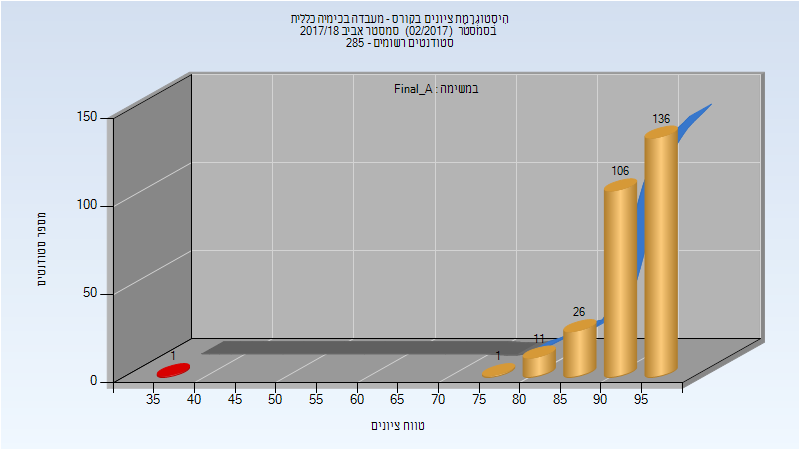 היסטוגרמת ציונים בקורס - מעבדה בכימיה כללית
בסמסטר (02/2017) סמסטר אביב 2017/18
סטודנטים רשומים - 285
במשימה : Final_A
מספר סטודנטים
150
100
50
0
1
1
11
26
106
136
35 40 45 50 55 60 65 70 75 80 85 90 95
טווח ציונים